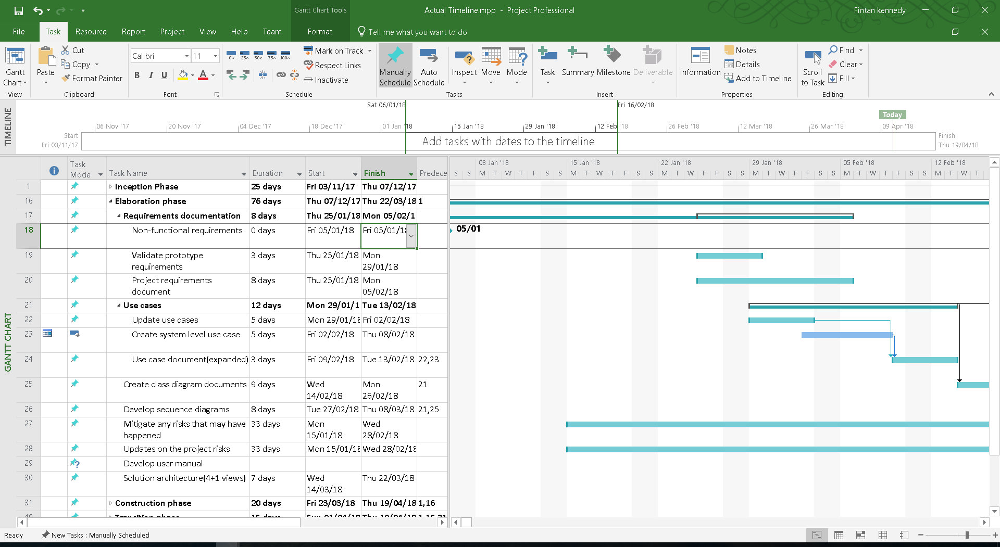 Gantt Chart Tools
Actual Timeline.mpp - Project Professional
Fintan kennedy
File Task Resource Report Project View Help Team Format Tell me what you want to do
Cut
Copy
Format Painter
Paste
Gantt
Chart
Calibri 11
B I U A
0% 25% 50% 75% 100%
Mark on Track
Respect Links
Inactivate
Manually
Schedule
Auto
Schedule
Inspect Move Mode
Task Summary Milestone Deliverable
Information
Notes
Details
Add to Timeline
Scroll
to Task
Find
Clear
Fill
View Clipboard Font Schedule Tasks Insert Properties Editing
TIMELINE
Sat 06/01/18 Fri 16/02/18
Today
06 Nov '17 20 Nov '17 04 Dec '17 18 Dec '17 01 Jan '18 15 Jan '18 29 Jan '18 12 Feb '18 26 Feb '18 12 Mar '18 26 Mar '18 09 Apr '18
Start
Fri 03/11/17
Add tasks with dates to the timeline
Finish
Thu 19/04/18
GANTT CHART
Task
Mode
Task Name Duration Start Finish Predece
08 Jan '18 15 Jan '18 22 Jan '18 29 Jan '18 05 Feb '18 12 Feb '18
S S M T W T F S S M T W T F S S M T W T F S S M T W T F S S M T W T F S S M T W T
1 Inception Phase 25 days Fri 03/11/17 Thu 07/12/17
16 Elaboration phase 76 days Thu 07/12/17 Thu 22/03/18 1
17 Requirements documentation 8 days Thu 25/01/18 Mon 05/02/1
18 Non-functional requirements 0 days Fri 05/01/18 Fri 05/01/1
05/01
19 Validate prototype
requirements 3 days Thu 25/01/18 Mon
29/01/18
20 Project requirements
document 8 days Thu 25/01/18 Mon
05/02/18
21 Use cases 12 days Mon 29/01/1 Tue 13/02/18
22 Update use cases 5 days Mon 29/01/18 Fri 02/02/18
23 Create system level use case 5 days Fri 02/02/18 Thu 08/02/18
24 Use case document(expanded) 3 days Fri 09/02/18 Tue 13/02/18 22,23
25 Create class diagram documents 9 days Wed
14/02/18 Mon
26/02/18 21
26 Develop sequence diagrams 8 days Tue 27/02/18 Thu 08/03/18 21,25
27 Mitigate any risks that may have
happened 33 days Mon
15/01/18 Wed
28/02/18
28 Updates on the project risks 33 days Mon 15/01/18 Wed 28/02/18
29 Develop user manual
30 Solution architecture(4+1 views) 7 days Wed
14/03/18 Thu 22/03/18
31 Construction phase 20 days Fri 23/03/18 Thu 19/04/18 1,16
Ready New Tasks : Manually Scheduled